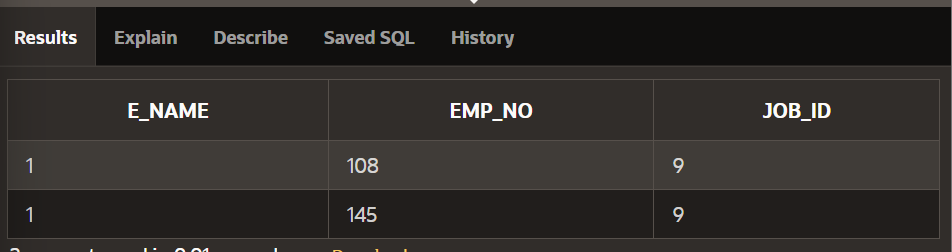 Results Explain Describe Saved SQL History
E_NAME EMP_NO JOB_ID
1 108 9
1 145 9